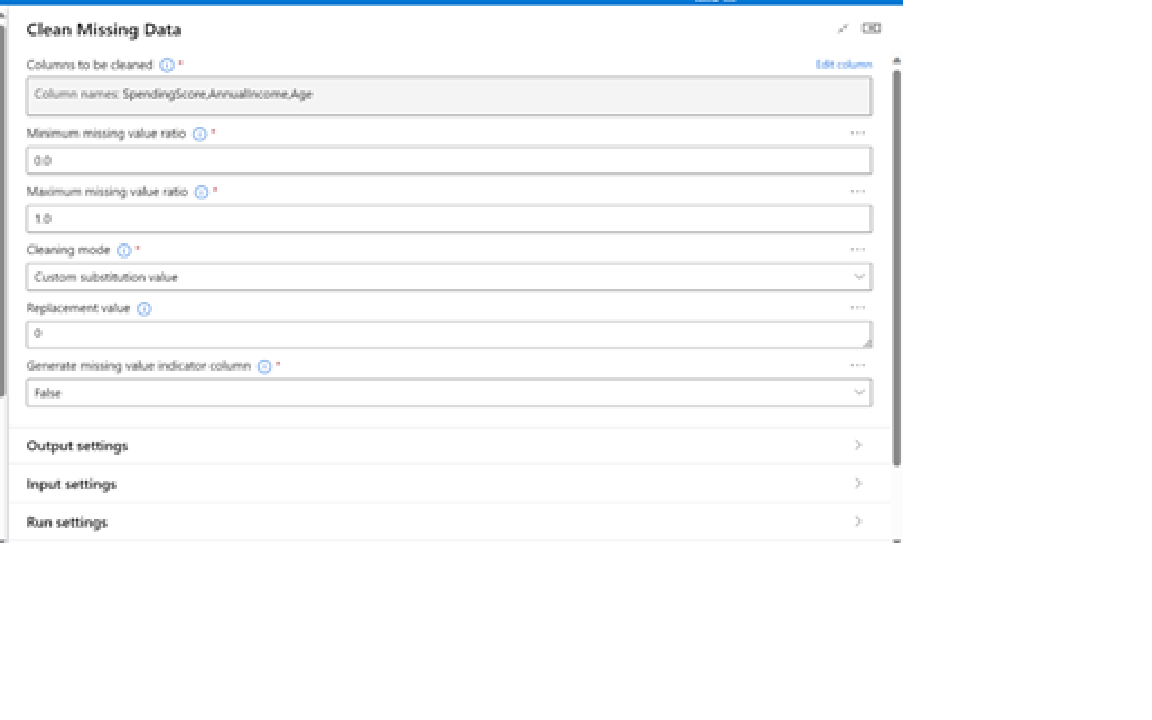 Clean Missing Data
Columns to be cleaned *
Edit column
Column names: SpendingScore,AnnualIncome,Age
Minimum missing value ratio *
0.0
Maximum missing value ratio *
1.0
Cleaning mode *
Custom substitution value
Replacement value
0
Generate missing value indicator column *
False
Output settings
Input settings
Run settings